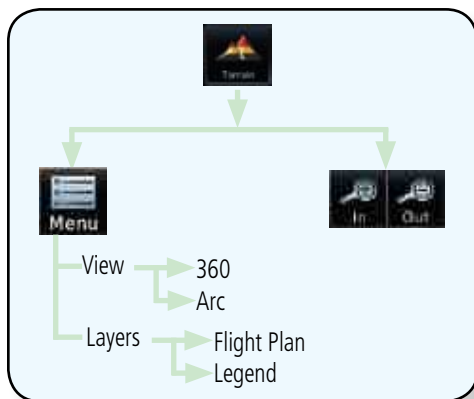 Terrain
Menu
In Out
View
360
Arc
Layers
Flight Plan
Legend